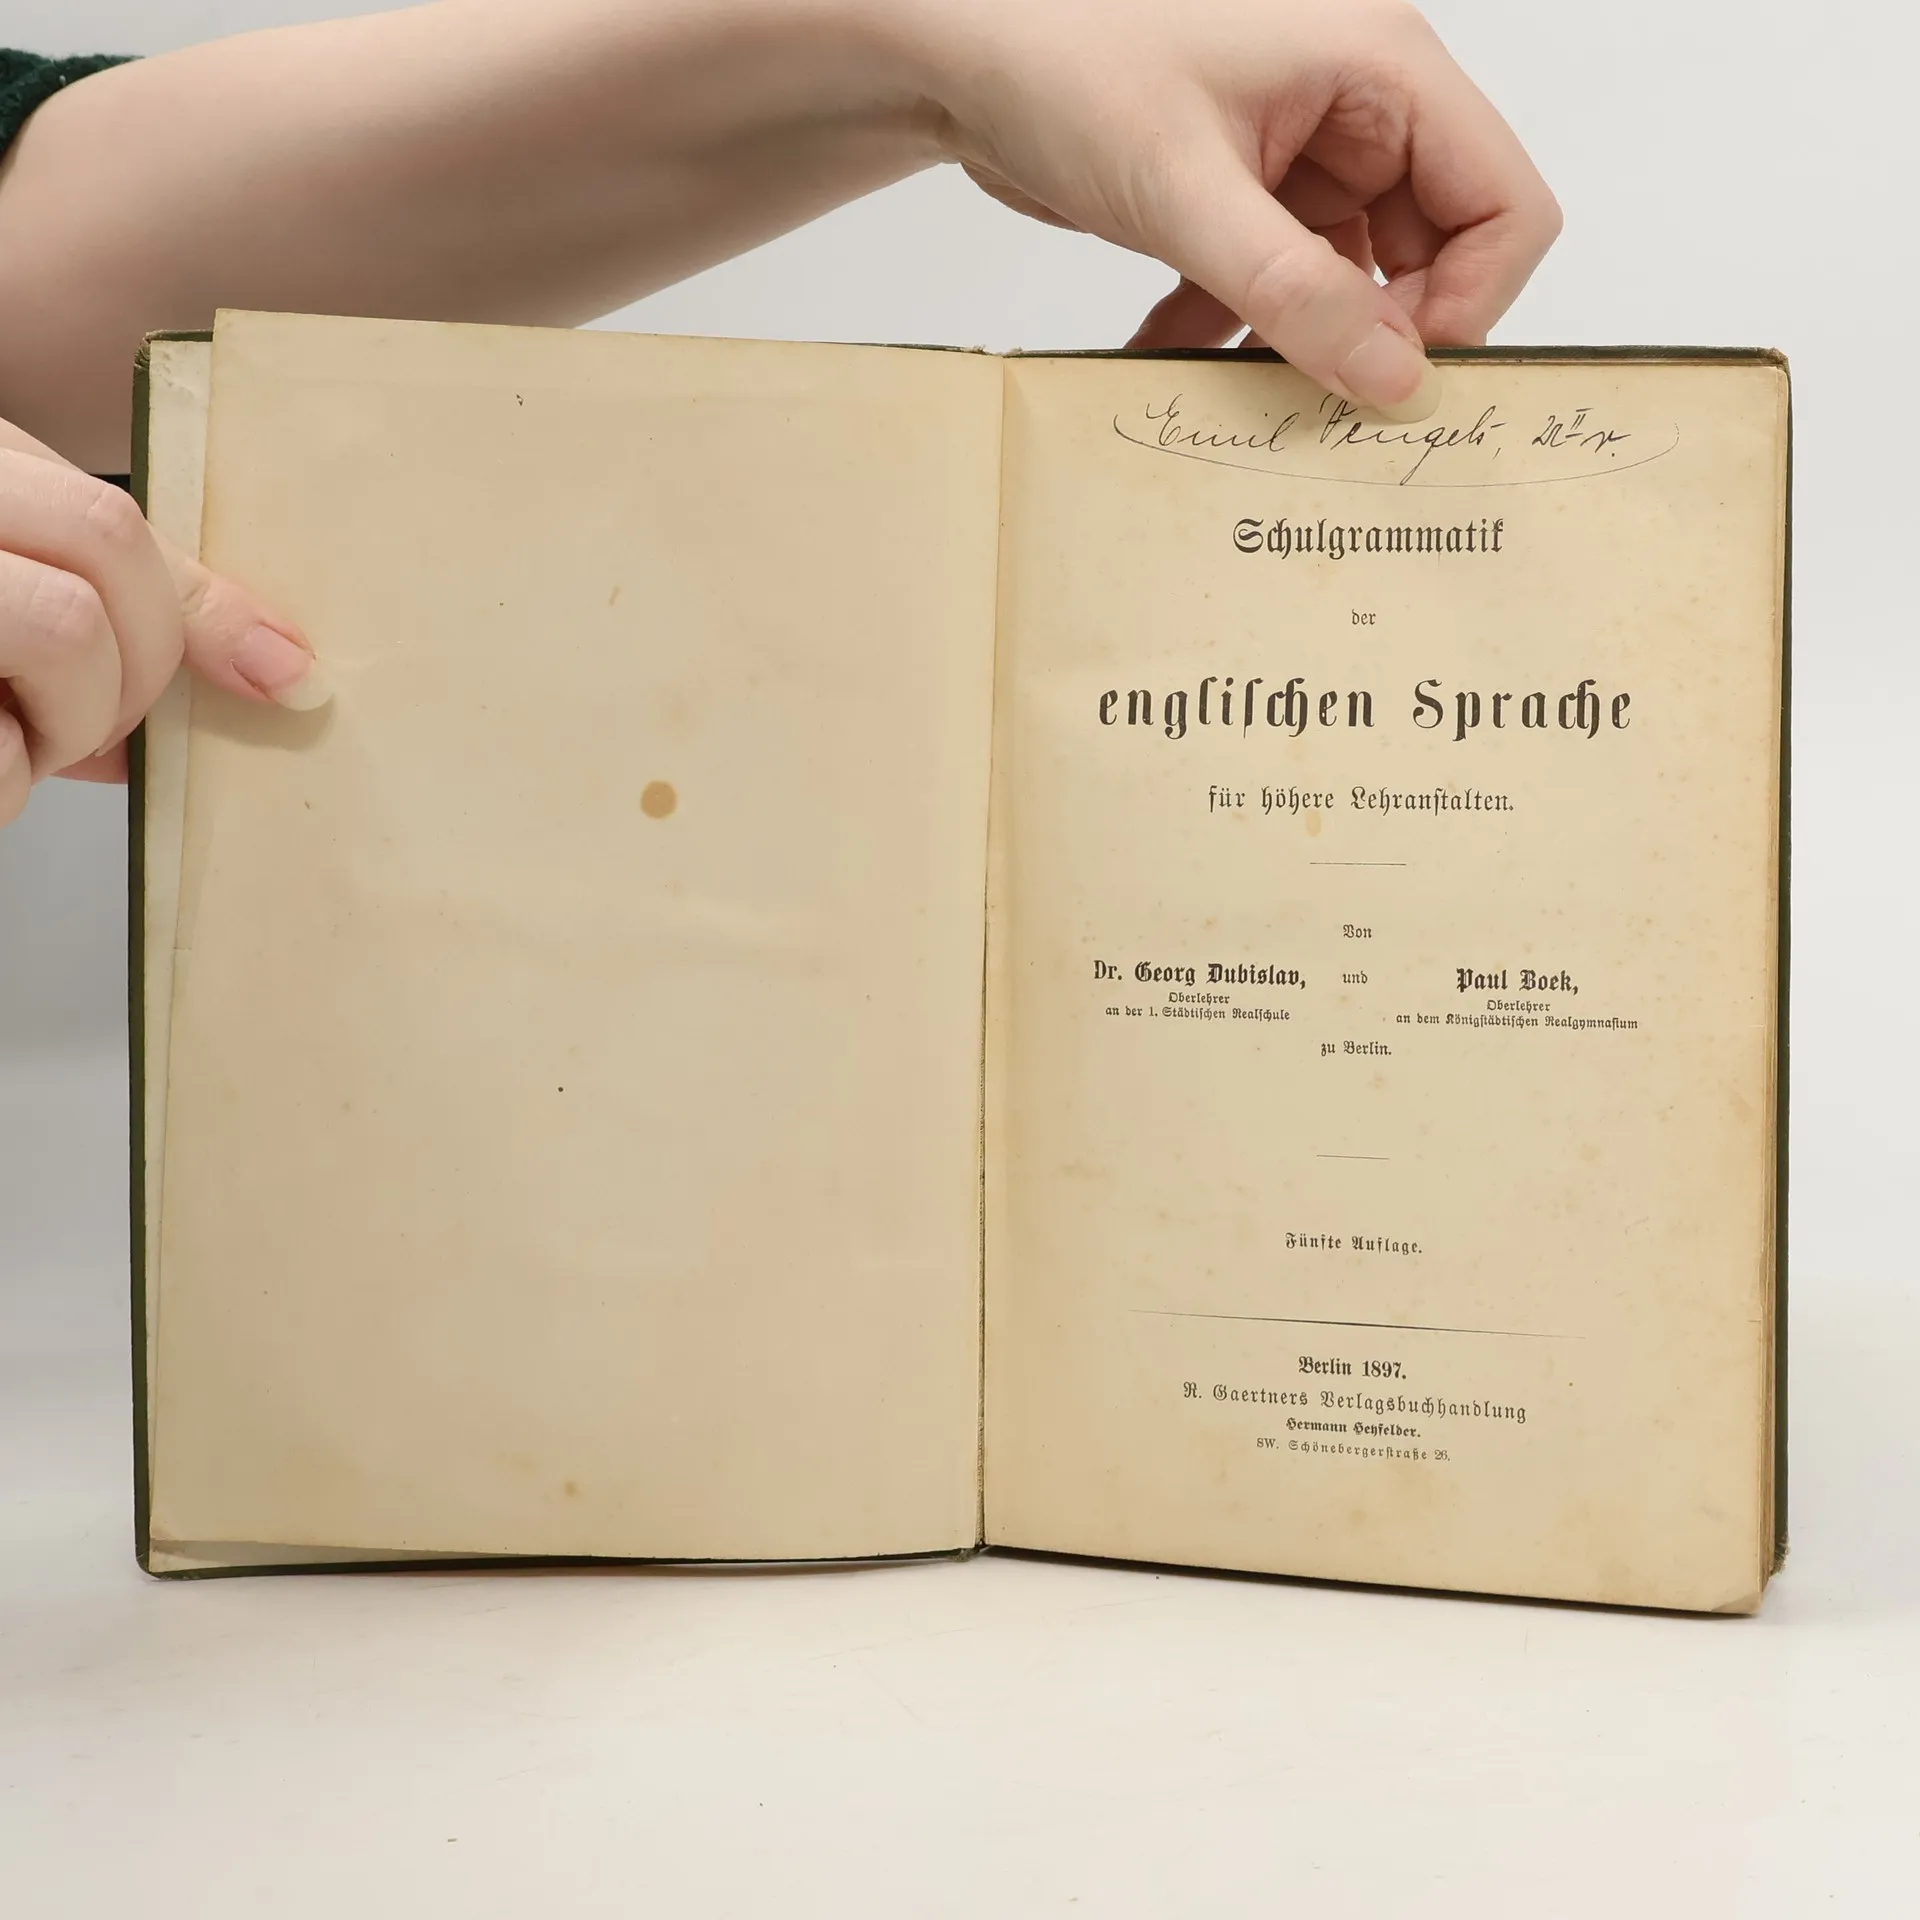 Emil
Schulgrammatik
der
englischen Sprache
für höhere Lehranstalten.
Von
Dr. Georg Dubislav, und Paul Boek,
Oberlehrer Oberlehrer
an der 1. Städtischen Realschule an dem Königstädtischen Realgymnasium
zu Berlin.
Fünfte Auflage.
Berlin 1897.
R. Gaertners Verlagsbuchhandlung
Hermann Heyfelder.
SW. Schönebergerstraße 26.